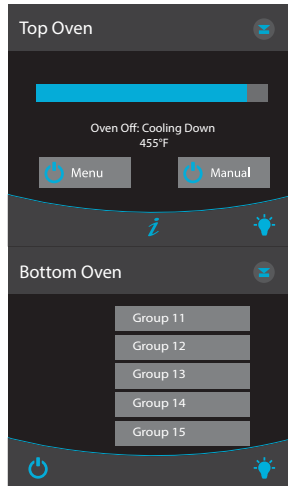 Top Oven
Oven Off: Cooling Down
455°F
Menu
Manual
i
Bottom Oven
Group 11
Group 12
Group 13
Group 14
Group 15